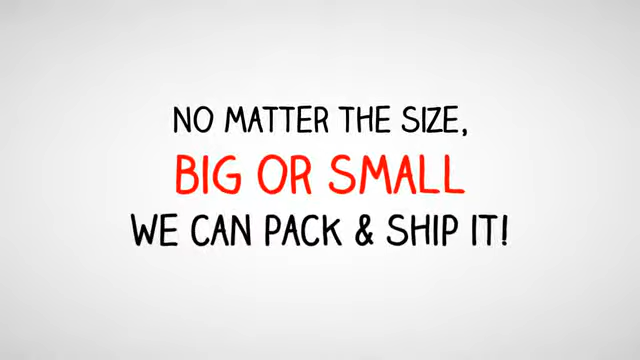 NO MATTER THE SIZE,
BIG OR SMALL
WE CAN PACK & SHIP IT!